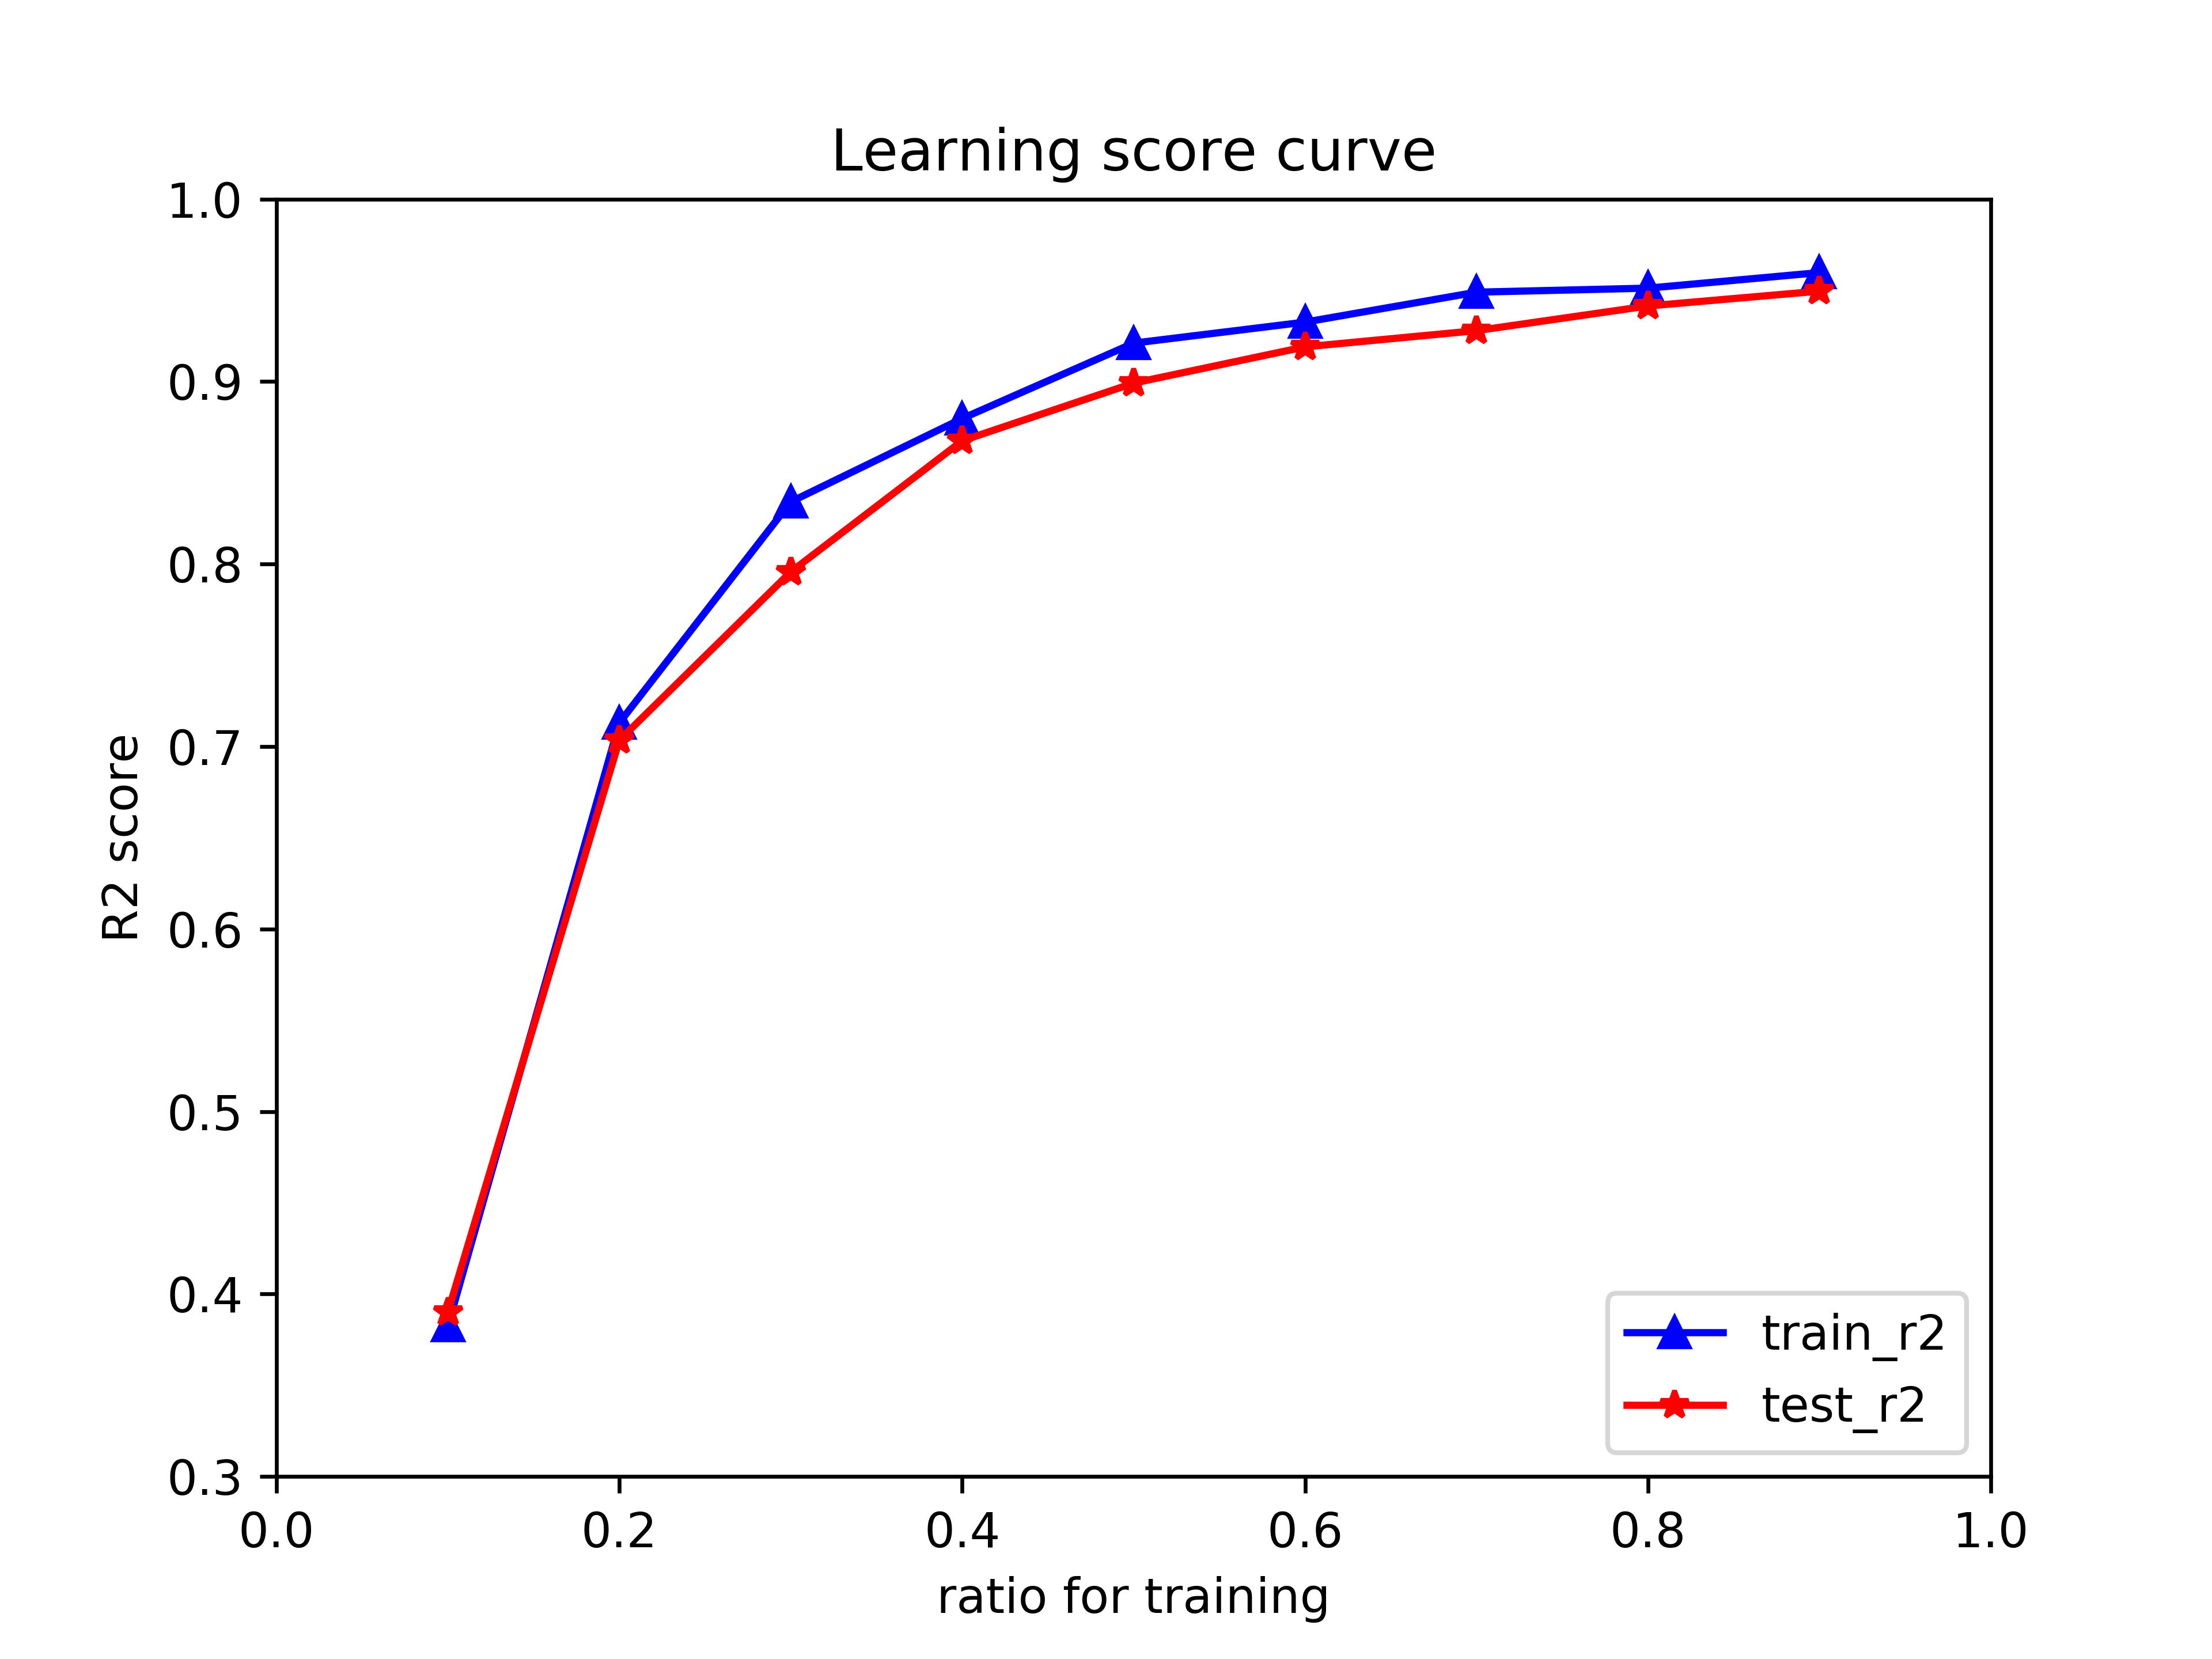 Learning score curve
1.0
0.9
0.8
0.7
0.6
0.5
0.4
0.3
R2 score
0.0 0.2 0.4 0.6 0.8 1.0
ratio for training
train_r2
test_r2